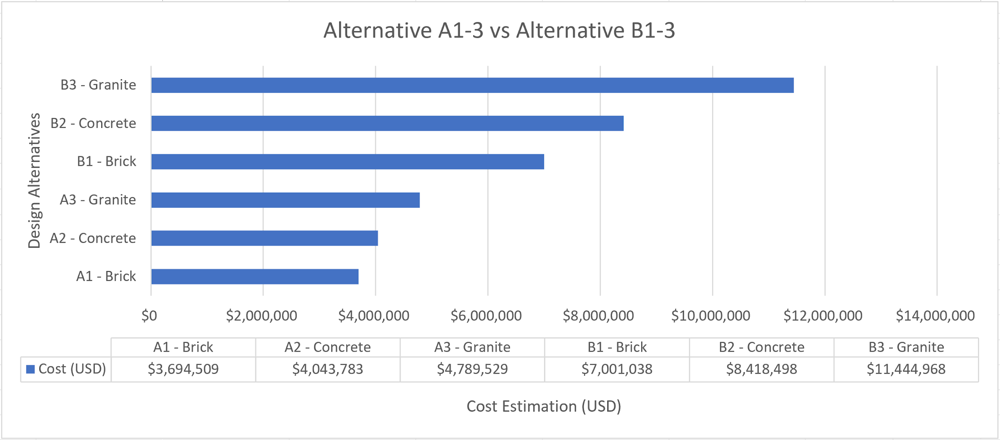 Alternative A1-3 vs Alternative B1-3
Design Alternatives
B3 - Granite
B2 - Concrete
B1 - Brick
A3 - Granite
A2 - Concrete
A1 - Brick
$0 $2,000,000 $4,000,000 $6,000,000 $8,000,000 $10,000,000 $12,000,000 $14,000,000
A1 - Brick A2 - Concrete A3 - Granite B1 - Brick B2 - Concrete B3 - Granite
Cost (USD) $3,694,509 $4,043,783 $4,789,529 $7,001,038 $8,418,498 $11,444,968
Cost Estimation (USD)